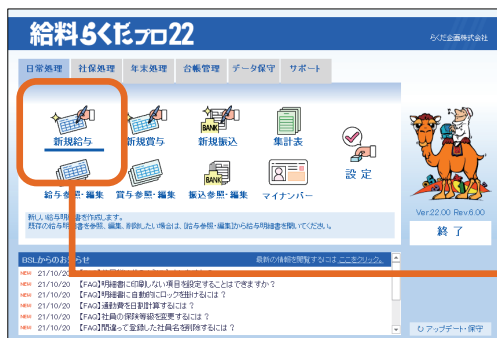 給料らくだプロ22
らくだ企画株式会社
日常処理 社保処理 年末処理 台帳管理 データ保守 サポート
新規給与 新規賞与 新規振込 集計表
設定
給与参照・編集 賞与参照・編集 振込参照・編集 マイナンバー
BANK
BANK
新しい給与明細書を作成します。
既存の給与明細書を参照、編集、削除したい場合は、[給与参照・編集]から給与明細書を開いてください。
Ver.22.00 Rev.6.00
終了
BSLからのお知らせ 最新の情報を閲覧するには ここをクリック。
NEW 21/10/20
NEW 21/10/20 【FAQ】明細書に印刷しない項目を設定することはできますか?
NEW 21/10/20 【FAQ】明細書に自動的にロックを掛けるには?
NEW 21/10/20 【FAQ】通勤費を日割計算するには?
NEW 21/10/20 【FAQ】社員の保険等級を変更するには?
NEW 21/10/20 【FAQ】間違って登録した社員名を削除するには?
アップデート・保守